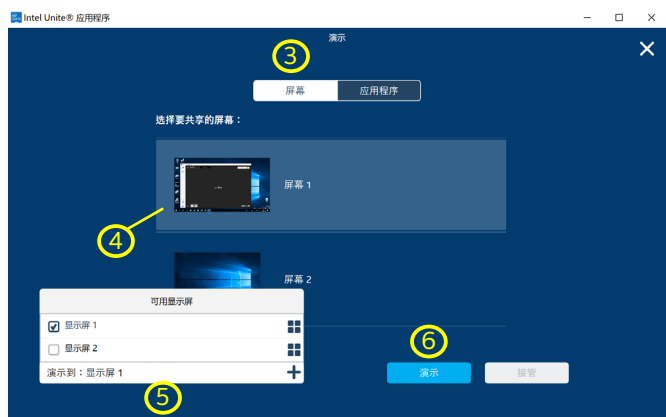 Intel Unite® 应用程序
演示
③
屏幕 应用程序
选择要共享的屏幕：
屏幕 1
④
屏幕 2
可用显示屏
显示屏 1
显示屏 2
演示到：显示屏 1
⑤
⑥
演示 接管